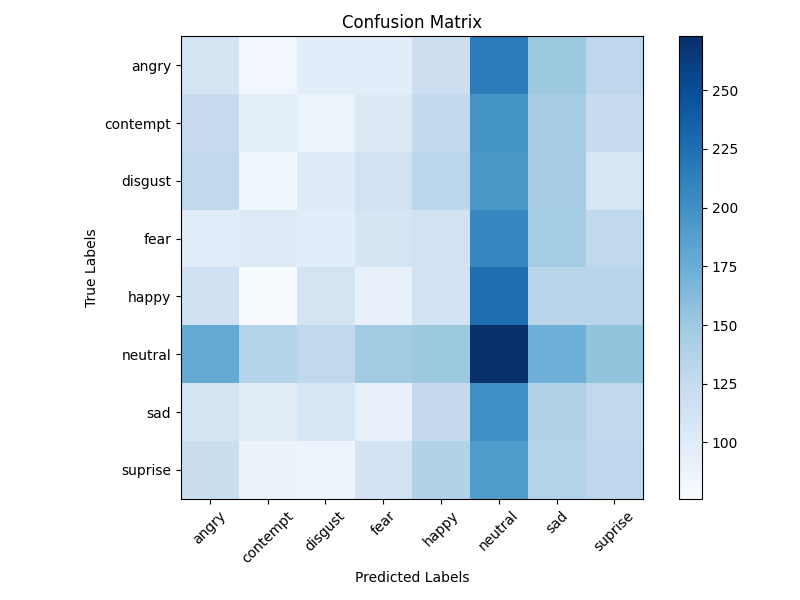 Confusion Matrix
True Labels
angry
contempt
disgust
fear
happy
neutral
sad
suprise
angry
contempt
disgust
fear
happy
neutral
sad
suprise
Predicted Labels
250
225
200
175
150
125
100